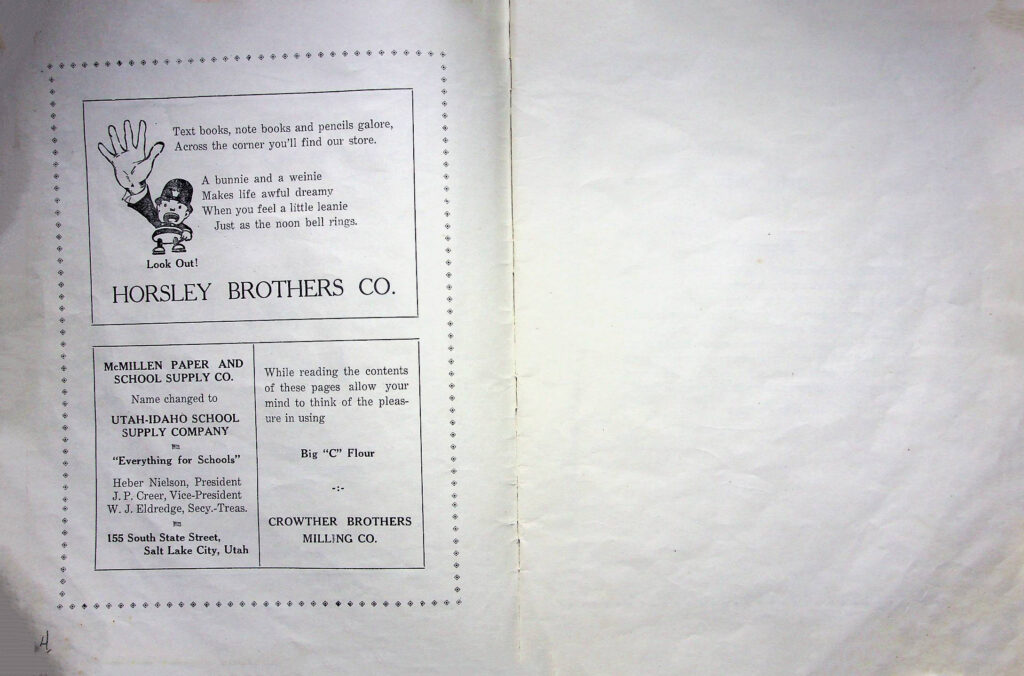 Text books, note books and pencils galore,
Across the corner you'll find our store.
A bunnie and a weinie
Makes life awful dreamy
When you feel a little leanie
Just as the noon bell rings.
Look Out!
HORSLEY BROTHERS CO.
McMILLEN PAPER AND
SCHOOL SUPPLY CO.
Name changed to
UTAH-IDAHO SCHOOL
SUPPLY COMPANY
"Everything for Schools"
Heber Nielson, President
J. P. Creer, Vice-President
W. J. Eldredge, Secy.-Treas.
155 South State Street,
Salt Lake City, Utah
While reading the contents
of these pages allow your
mind to think of the pleas-
ure in using
Big "C" Flour
-:-
CROWTHER BROTHERS
MILLING CO.
4